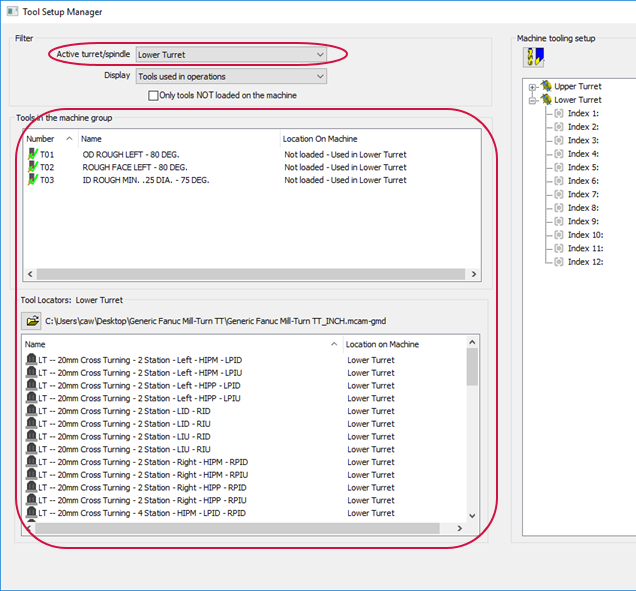 Tool Setup Manager
Filter
Active turret/spindle Lower Turret
Display Tools used in operations
Only tools NOT loaded on the machine
Tools in the machine group
Number Name Location On Machine
T01 OD ROUGH LEFT - 80 DEG. Not loaded - Used in Lower Turret
T02 ROUGH FACE LEFT - 80 DEG. Not loaded - Used in Lower Turret
T03 ID ROUGH MIN. .25 DIA. - 75 DEG. Not loaded - Used in Lower Turret
Tool Locators: Lower Turret
C:\Users\caw\Desktop\Generic Fanuc Mill-Turn TT\Generic Fanuc Mill-Turn TT_INCH.mcam-gmd
Name Location on Machine
LT -- 20mm Cross Turning - 2 Station - Left - HIPM - LPID Lower Turret
LT -- 20mm Cross Turning - 2 Station - Left - HIPM - LPIU Lower Turret
LT -- 20mm Cross Turning - 2 Station - Left - HIPP - LPID Lower Turret
LT -- 20mm Cross Turning - 2 Station - Left - HIPP - LPIU Lower Turret
LT -- 20mm Cross Turning - 2 Station - LID - RID Lower Turret
LT -- 20mm Cross Turning - 2 Station - LID - RIU Lower Turret
LT -- 20mm Cross Turning - 2 Station - LIU - RID Lower Turret
LT -- 20mm Cross Turning - 2 Station - LIU - RIU Lower Turret
LT -- 20mm Cross Turning - 2 Station - Right - HIPM - RPID Lower Turret
LT -- 20mm Cross Turning - 2 Station - Right - HIPM - RPIU Lower Turret
LT -- 20mm Cross Turning - 2 Station - Right - HIPP - RPID Lower Turret
LT -- 20mm Cross Turning - 2 Station - Right - HIPP - RPIU Lower Turret
LT -- 20mm Cross Turning - 4 Station - HIPM - LPID - RPID Lower Turret
Machine tooling setup
Upper Turret
Lower Turret
Index 1:
Index 2:
Index 3:
Index 4:
Index 5:
Index 6:
Index 7:
Index 8:
Index 9:
Index 10:
Index 11:
Index 12: